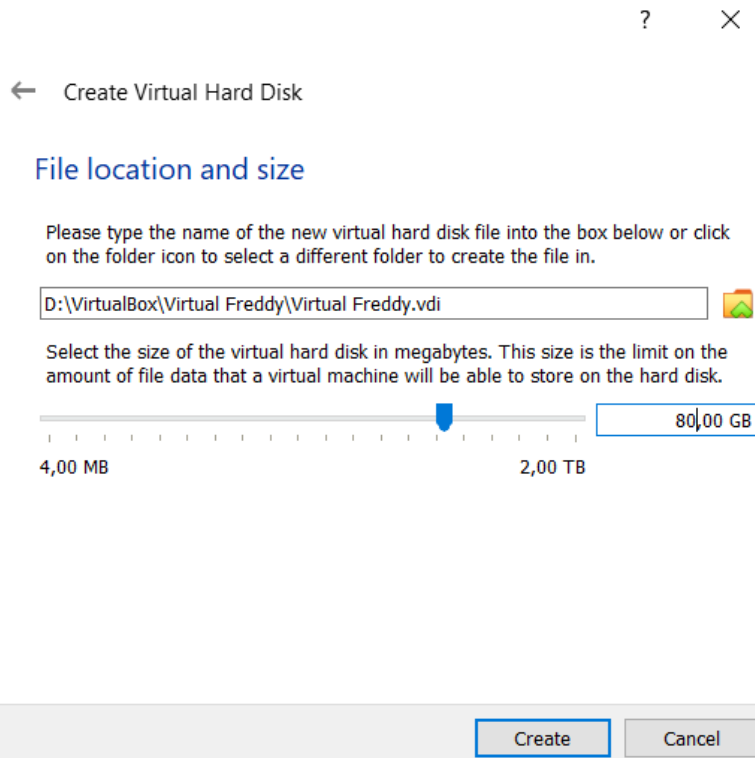 ?
Create Virtual Hard Disk
File location and size
Please type the name of the new virtual hard disk file into the box below or click
on the folder icon to select a different folder to create the file in.
D:\VirtualBox\Virtual Freddy\Virtual Freddy.vdi
Select the size of the virtual hard disk in megabytes. This size is the limit on the
amount of file data that a virtual machine will be able to store on the hard disk.
80,00 GB
4,00 MB 2,00 TB
Create Cancel